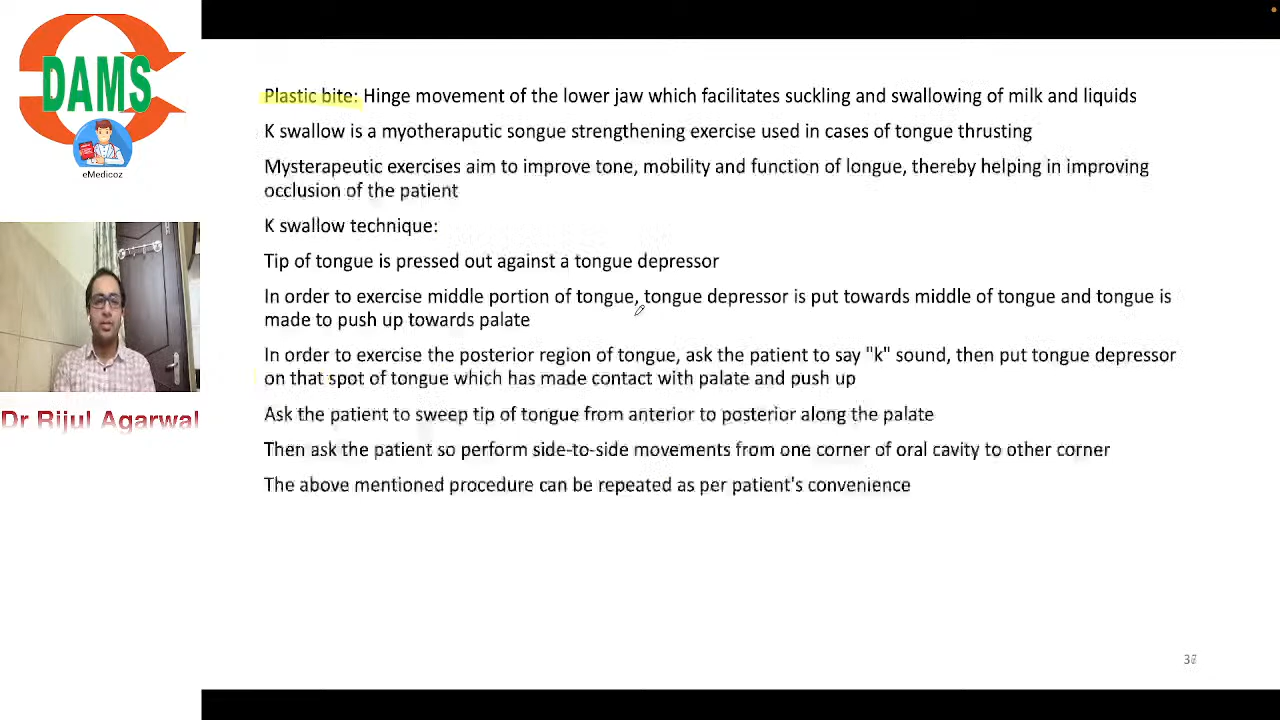 DAMS
eMedicoz
Dr Rijul Agarwal
Plastic bite: Hinge movement of the lower jaw which facilitates suckling and swallowing of milk and liquids
K swallow is a myotheraputic songue strengthening exercise used in cases of tongue thrusting
Mysterapeutic exercises aim to improve tone, mobility and function of longue, thereby helping in improving
occlusion of the patient
K swallow technique:
Tip of tongue is pressed out against a tongue depressor
In order to exercise middle portion of tongue, tongue depressor is put towards middle of tongue and tongue is
made to push up towards palate
In order to exercise the posterior region of tongue, ask the patient to say "k" sound, then put tongue depressor
on that spot of tongue which has made contact with palate and push up
Ask the patient to sweep tip of tongue from anterior to posterior along the palate
Then ask the patient so perform side-to-side movements from one corner of oral cavity to other corner
The above mentioned procedure can be repeated as per patient's convenience